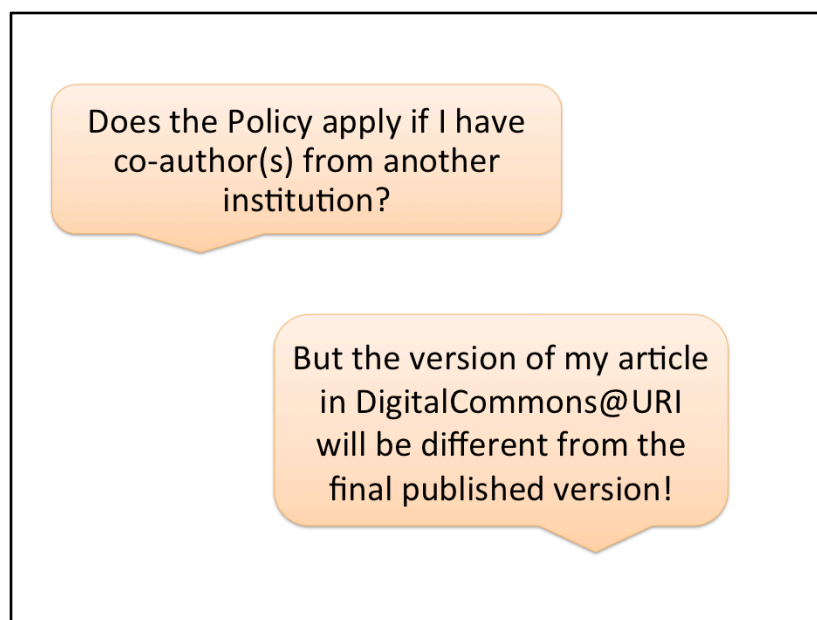 Does the Policy apply if I have
co-author(s) from another
institution?
But the version of my article
in DigitalCommons@URI
will be different from the
final published version!